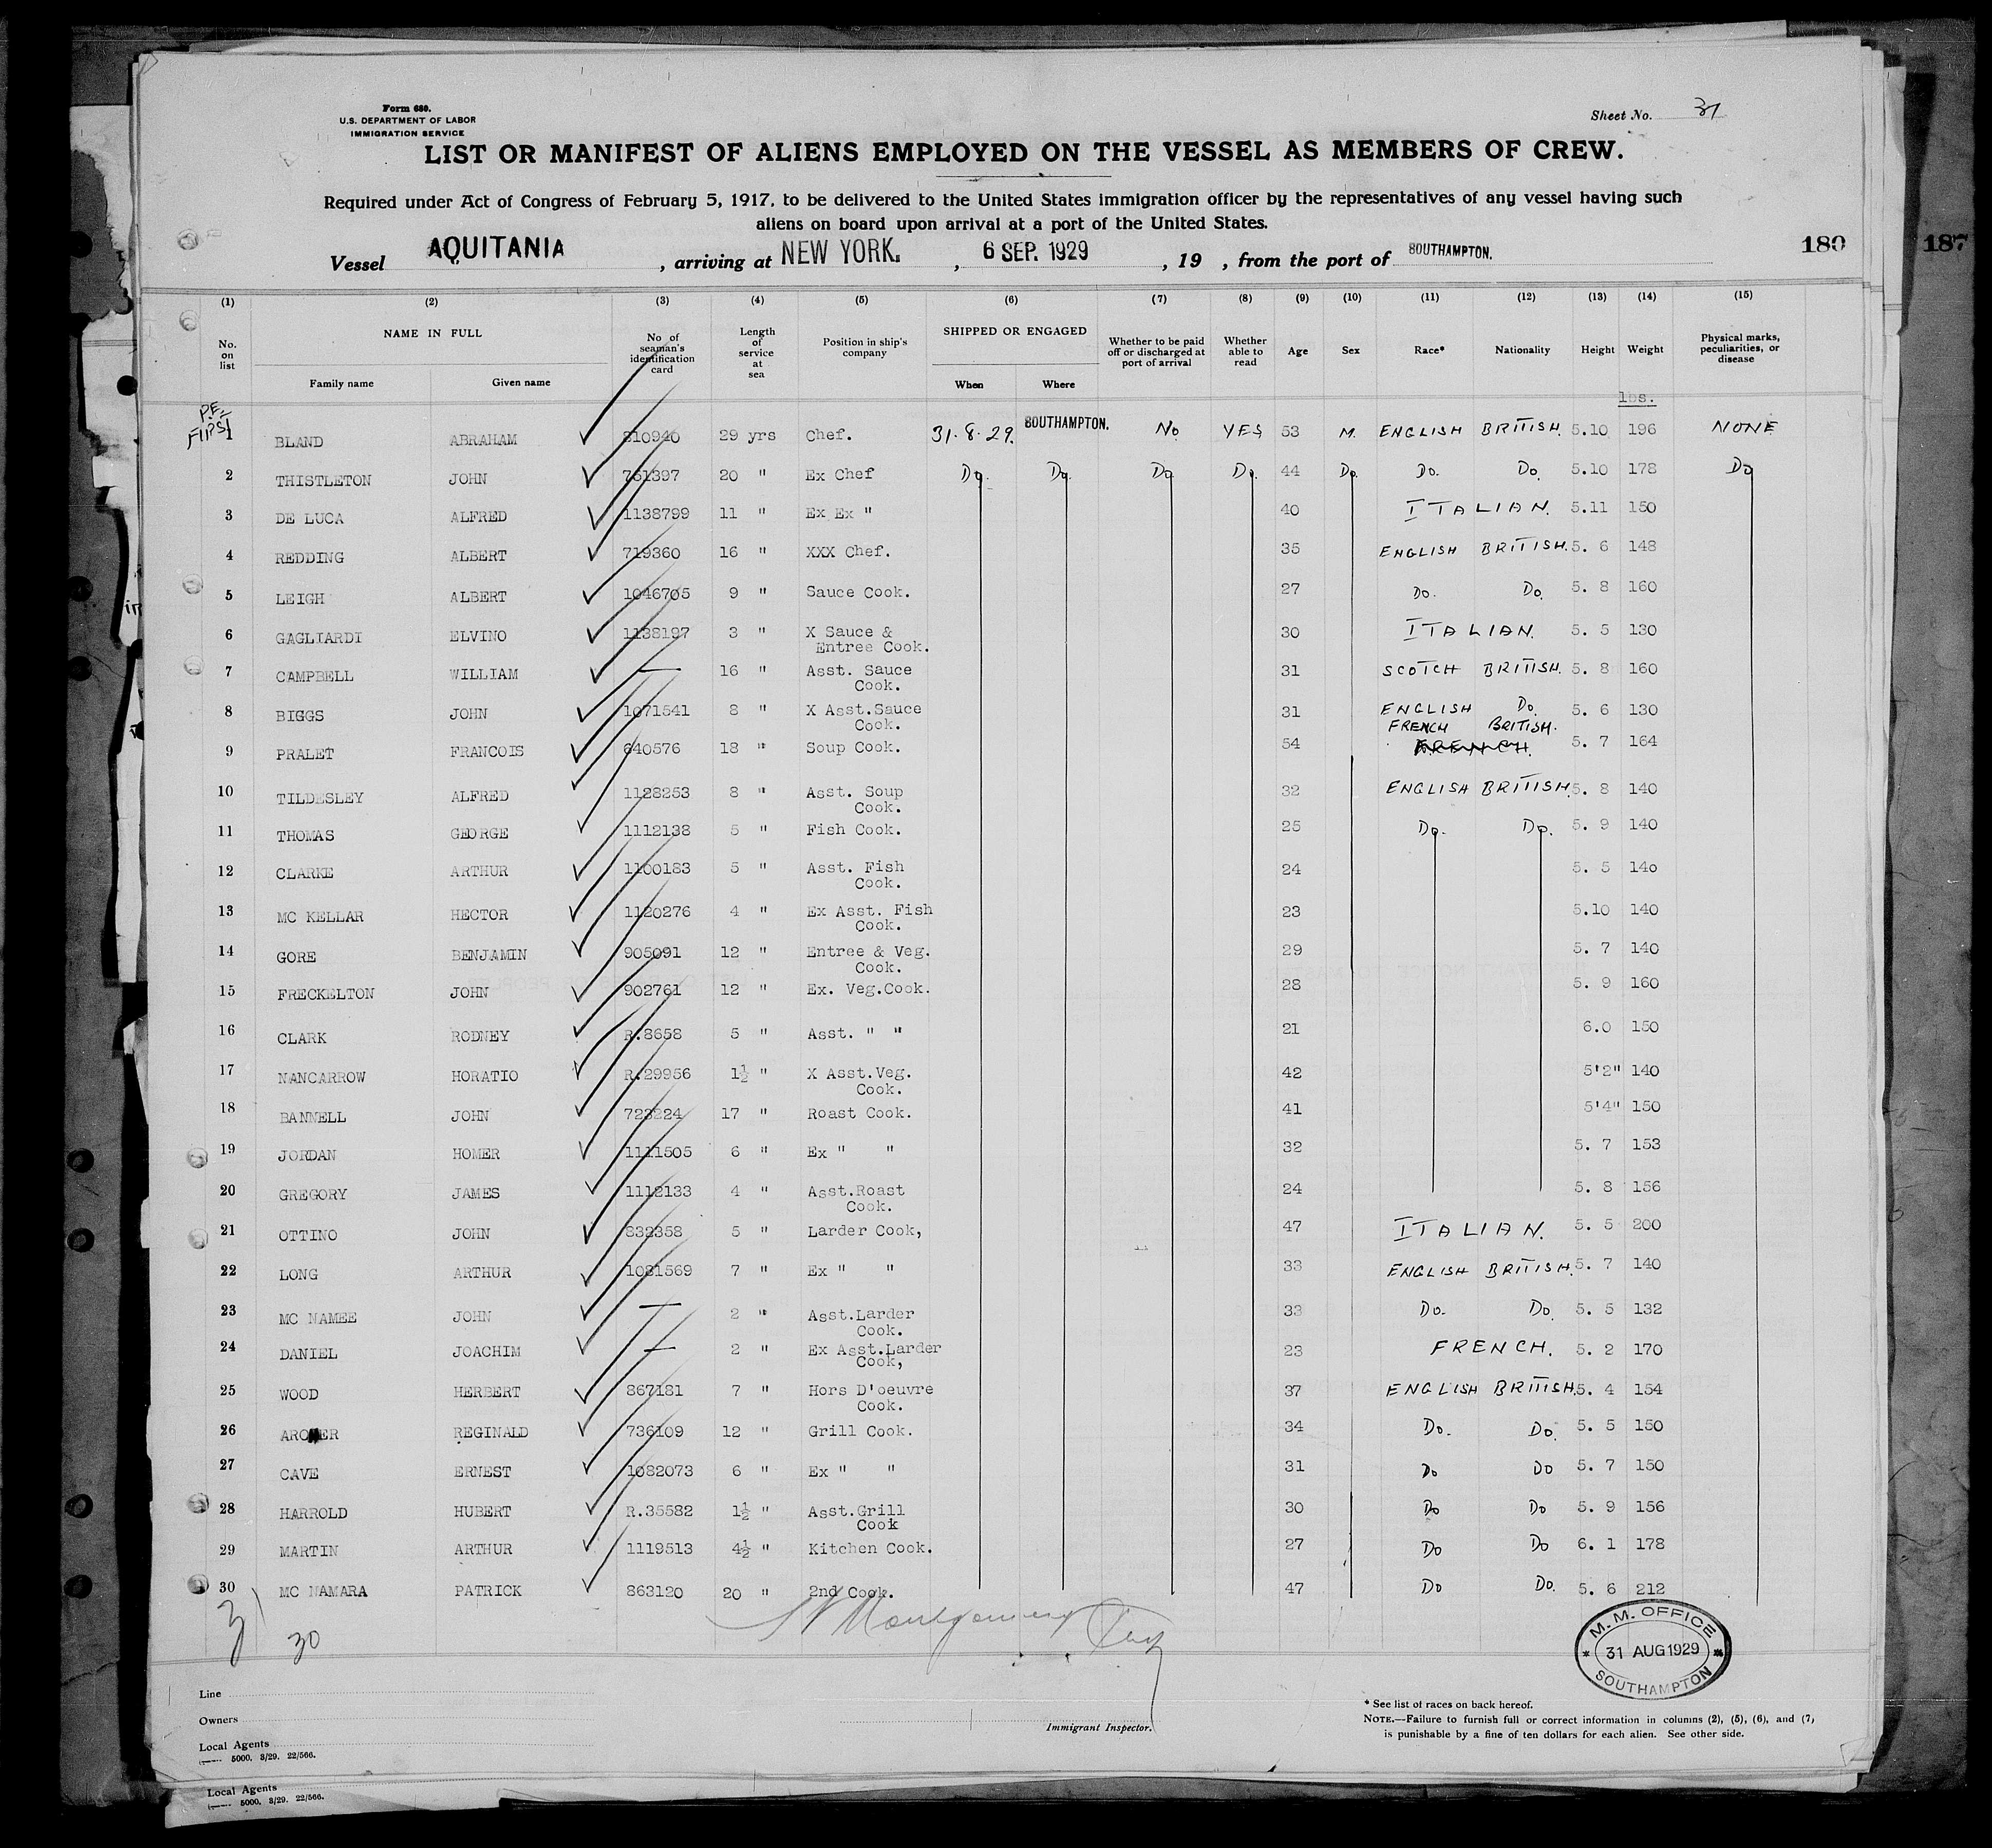 Form 680.
U.S. DEPARTMENT OF LABOR
IMMIGRATION SERVICE
Sheet No. 31
LIST OR MANIFEST OF ALIENS EMPLOYED ON THE VESSEL AS MEMBERS OF CREW.
Required under Act of Congress of February 5, 1917, to be delivered to the United States immigration officer by the representatives of any vessel having such
aliens on board upon arrival at a port of the United States.
Vessel AQUITANIA , arriving at NEW YORK. , 6 SEP. 1929 , 19 , from the port of SOUTHAMPTON.
180 187
(1) (2) (3) (4) (5) (6) (7) (8) (9) (10) (11) (12) (13) (14) (15)
No. on list NAME IN FULL Family name Given name No. of seaman's identification card Length of service at sea Position in ship's company SHIPPED OR ENGAGED When Where Whether to be paid off or discharged at port of arrival Whether able to read Age Sex Race* Nationality Height Weight Physical marks, peculiarities, or disease
lbs.
P.E. FIRST
1 BLAND ABRAHAM 810940 29 yrs Chef. 31.8.29. SOUTHAMPTON. No YES 53 M. ENGLISH BRITISH. 5.10 196 NONE
2 THISTLETON JOHN 761397 20 " Ex Chef Do. Do. Do Do. 44 Do. Do. Do. 5.10 178 Do
3 DE LUCA ALFRED 1138799 11 " Ex Ex " 40 ITALIAN. 5.11 150
4 REDDING ALBERT 719360 16 " XXX Chef. 35 ENGLISH BRITISH. 5. 6 148
5 LEIGH ALBERT 1046705 9 " Sauce Cook. 27 Do. Do. 5. 8 160
6 GAGLIARDI ELVINO 1138197 3 " X Sauce & Entree Cook. 30 ITALIAN. 5. 5 130
7 CAMPBELL WILLIAM — 16 " Asst. Sauce Cook. 31 SCOTCH BRITISH. 5. 8 160
8 BIGGS JOHN 1071541 8 " X Asst.Sauce Cook. 31 ENGLISH Do. 5. 6 130
FRENCH BRITISH.
9 PRALET FRANCOIS 640576 18 " Soup Cook. 54 FRENCH. 5. 7 164
10 TILDESLEY ALFRED 1128253 8 " Asst. Soup Cook. 32 ENGLISH BRITISH. 5. 8 140
11 THOMAS GEORGE 1112138 5 " Fish Cook. 25 Do. Do. 5. 9 140
12 CLARKE ARTHUR 1100183 5 " Asst. Fish Cook. 24 5. 5 140
13 MC KELLAR HECTOR 1120276 4 " Ex Asst. Fish Cook. 23 5.10 140
14 GORE BENJAMIN 905091 12 " Entree & Veg. Cook. 29 5. 7 140
15 FRECKELTON JOHN 902761 12 " Ex. Veg.Cook. 28 5. 9 160
16 CLARK RODNEY R.8658 5 " Asst. " " 21 6.0 150
17 NANCARROW HORATIO R.29956 1½ " X Asst.Veg. Cook. 42 5'2" 140
18 BANNELL JOHN 723224 17 " Roast Cook. 41 5'4" 150
19 JORDAN HOMER 1111505 6 " Ex " " 32 5. 7 153
20 GREGORY JAMES 1112133 4 " Asst.Roast Cook. 24 5. 8 156
21 OTTINO JOHN 832358 5 " Larder Cook, 47 ITALIAN. 5. 5 200
22 LONG ARTHUR 1081569 7 " Ex " " 33 ENGLISH BRITISH. 5. 7 140
23 MC NAMEE JOHN — 2 " Asst.Larder Cook. 33 Do. Do. 5. 5 132
24 DANIEL JOACHIM — 2 " Ex Asst.Larder Cook, 23 FRENCH. 5. 2 170
25 WOOD HERBERT 867181 7 " Hors D'oeuvre Cook. 37 ENGLISH BRITISH. 5. 4 154
26 REGINALD 736109 12 " Grill Cook. 34 Do. Do. 5. 5 150
27 CAVE ERNEST 1082073 6 " Ex " " 31 Do Do 5. 7 150
28 HARROLD HUBERT R.35582 1½ " Asst.Grill Cook 30 Do Do 5. 9 156
29 MARTIN ARTHUR 1119513 4½ " Kitchen Cook. 27 Do Do 6. 1 178
30 MC NAMARA PATRICK 863120 20 " 2nd Cook. 47 Do Do. 5. 6 212
30
M. M. OFFICE
* 31 AUG 1929 *
SOUTHAMPTON
Line
Owners
Local Agents
5000. 3/29. 22/566.
Immigrant Inspector.
* See list of races on back hereof.
NOTE.—Failure to furnish full or correct information in columns (2), (5), (6), and (7,
is punishable by a fine of ten dollars for each alien. See other side.
Local Agents
5000. 3/29. 22/566.